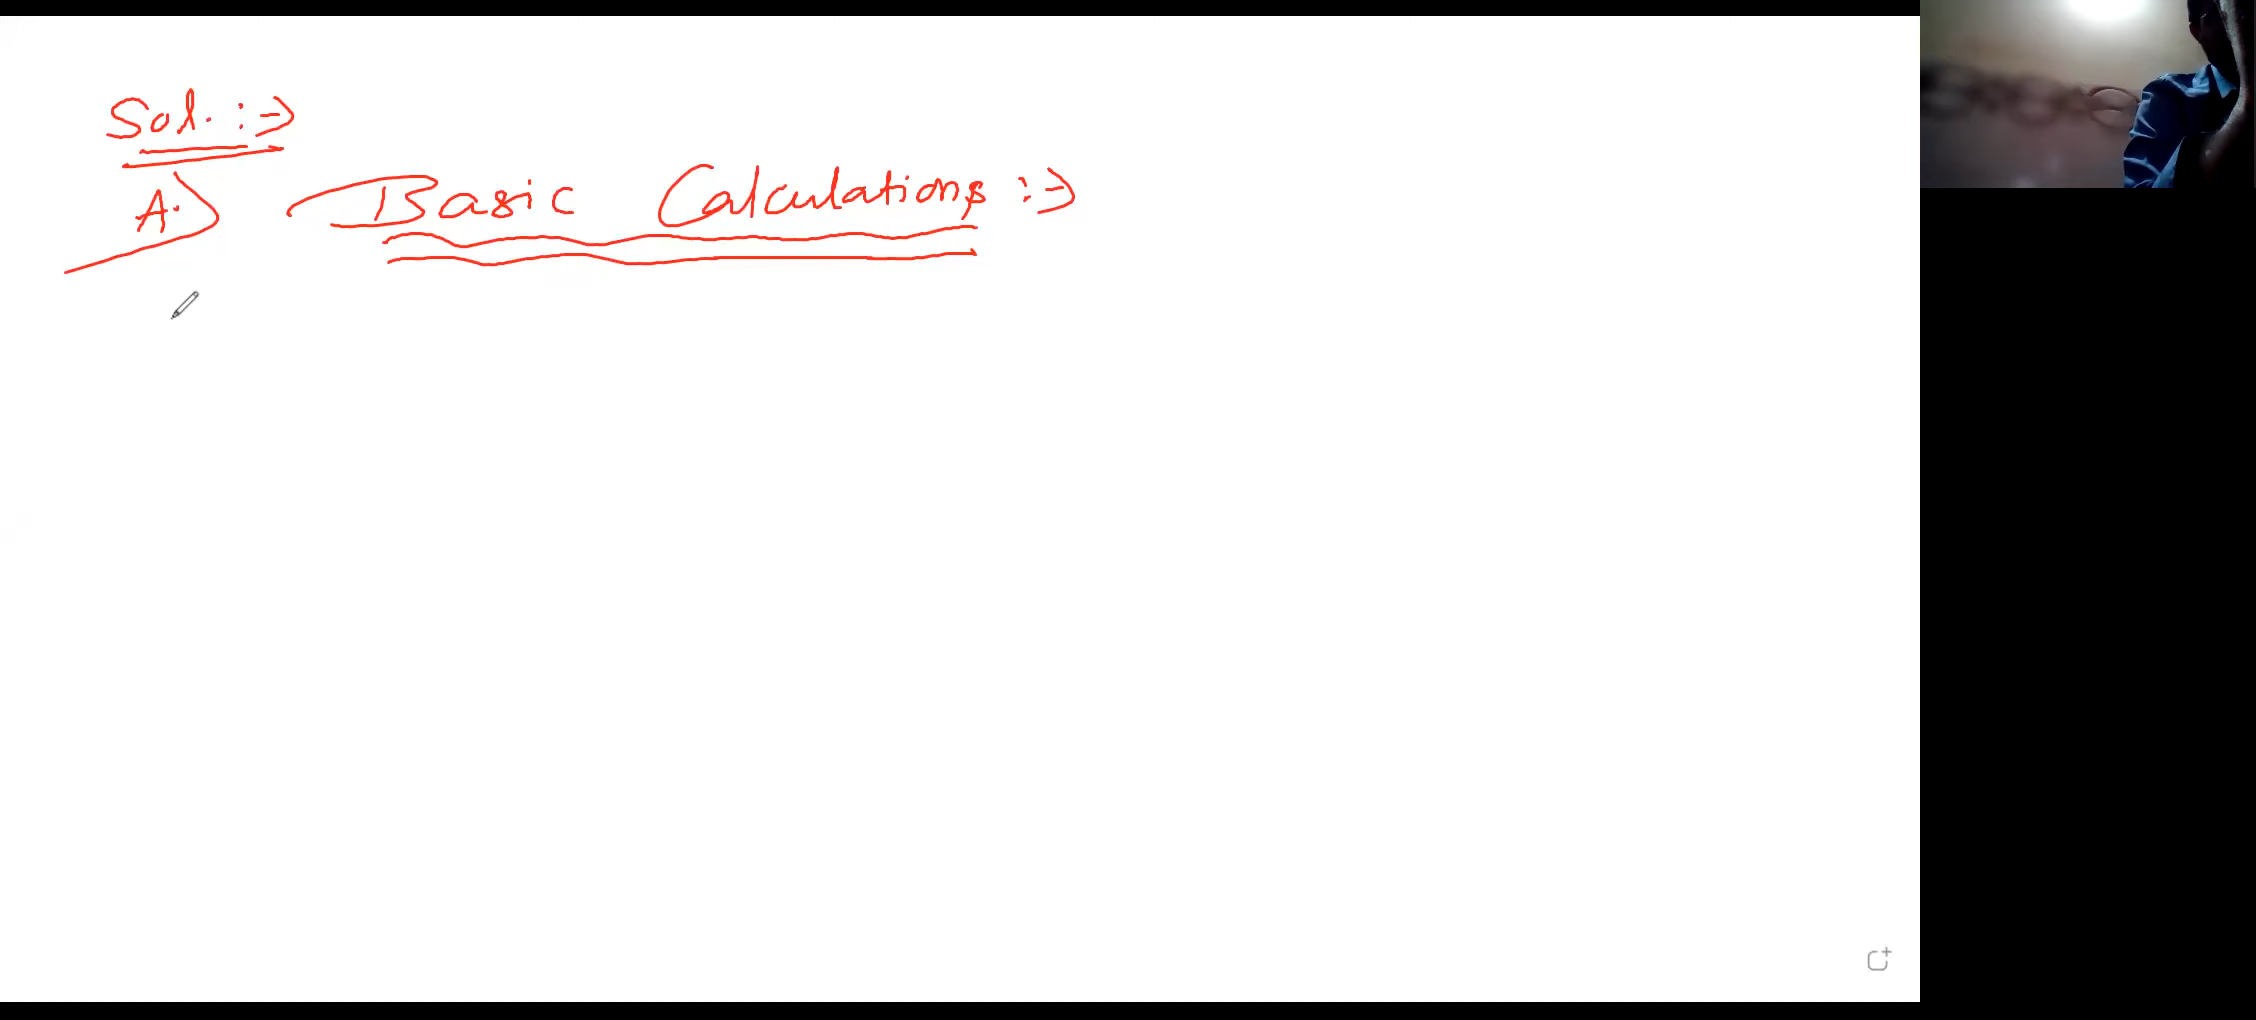 Sol. :->
A.) Basic Calculations :->